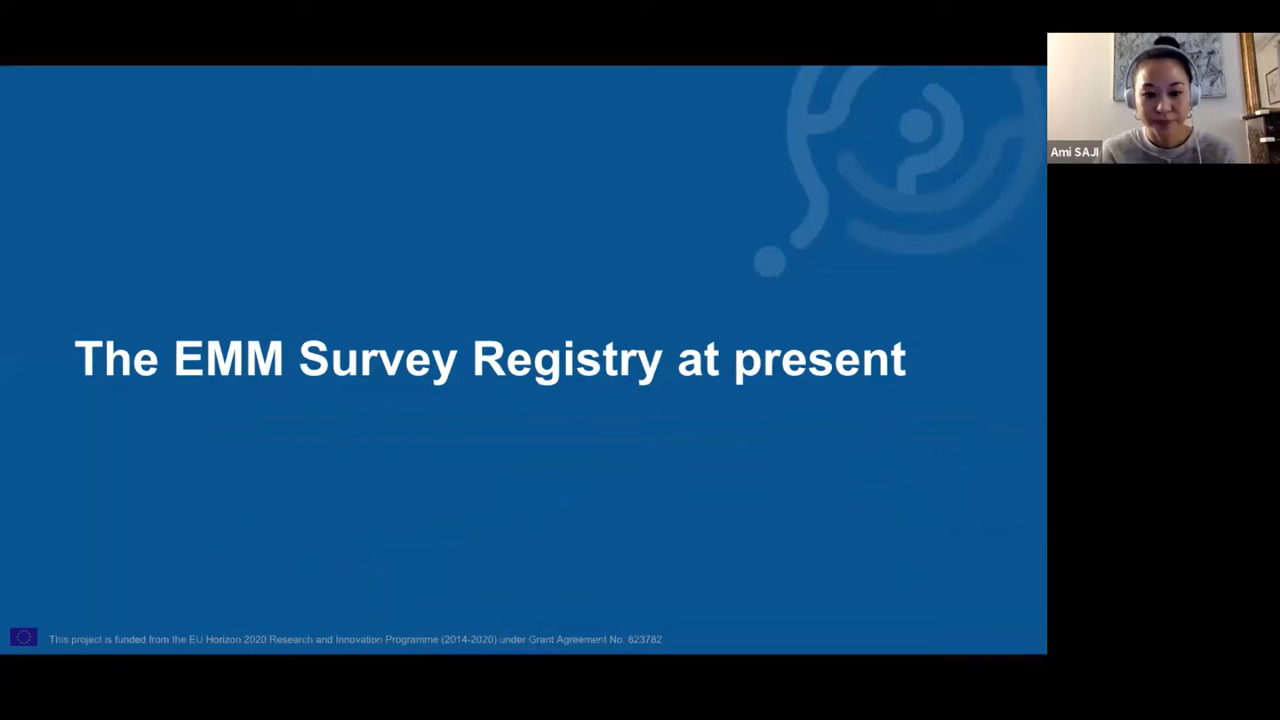 Ami SAJI
The EMM Survey Registry at present
This project is funded from the EU Horizon 2020 Research and Innovation Programme (2014-2020) under Grant Agreement No. 823782